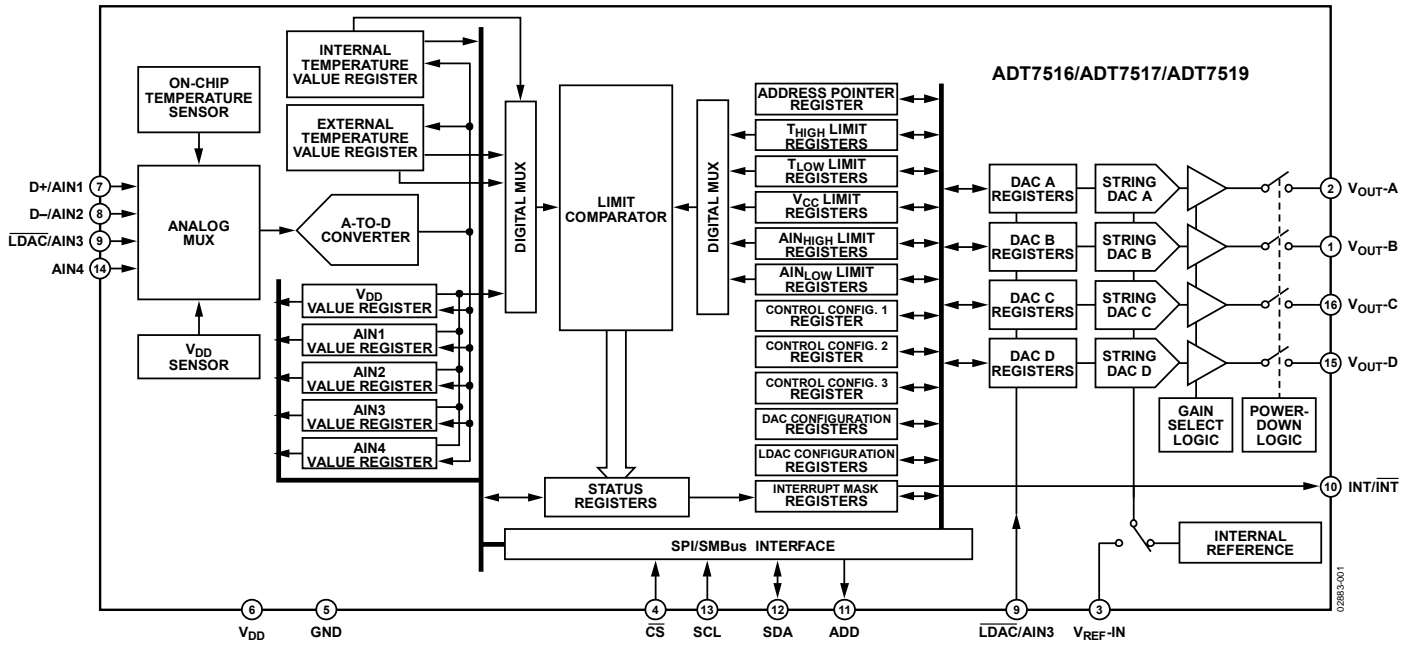 ADT7516/ADT7517/ADT7519
INTERNAL
TEMPERATURE
VALUE REGISTER
ON-CHIP
TEMPERATURE
SENSOR
EXTERNAL
TEMPERATURE
VALUE REGISTER
D+/AIN1
7
D–/AIN2
8
LDAC/AIN3
9
AIN4
14
ANALOG
MUX
A-TO-D
CONVERTER
VDD
SENSOR
VDD
VALUE REGISTER
AIN1
VALUE REGISTER
AIN2
VALUE REGISTER
AIN3
VALUE REGISTER
AIN4
VALUE REGISTER
DIGITAL MUX
LIMIT
COMPARATOR
DIGITAL MUX
STATUS
REGISTERS
ADDRESS POINTER
REGISTER
THIGH LIMIT
REGISTERS
TLOW LIMIT
REGISTERS
VCC LIMIT
REGISTERS
AINHIGH LIMIT
REGISTERS
AINLOW LIMIT
REGISTERS
CONTROL CONFIG. 1
REGISTER
CONTROL CONFIG. 2
REGISTER
CONTROL CONFIG. 3
REGISTER
DAC CONFIGURATION
REGISTERS
LDAC CONFIGURATION
REGISTERS
INTERRUPT MASK
REGISTERS
SPI/SMBus INTERFACE
DAC A
REGISTERS
STRING
DAC A
2
VOUT-A
DAC B
REGISTERS
STRING
DAC B
1
VOUT-B
DAC C
REGISTERS
STRING
DAC C
16
VOUT-C
DAC D
REGISTERS
STRING
DAC D
15
VOUT-D
GAIN
SELECT
LOGIC
POWER-
DOWN
LOGIC
10
INT/INT
INTERNAL
REFERENCE
6
VDD
5
GND
4
CS
13
SCL
12
SDA
11
ADD
9
LDAC/AIN3
3
VREF-IN
02883-001